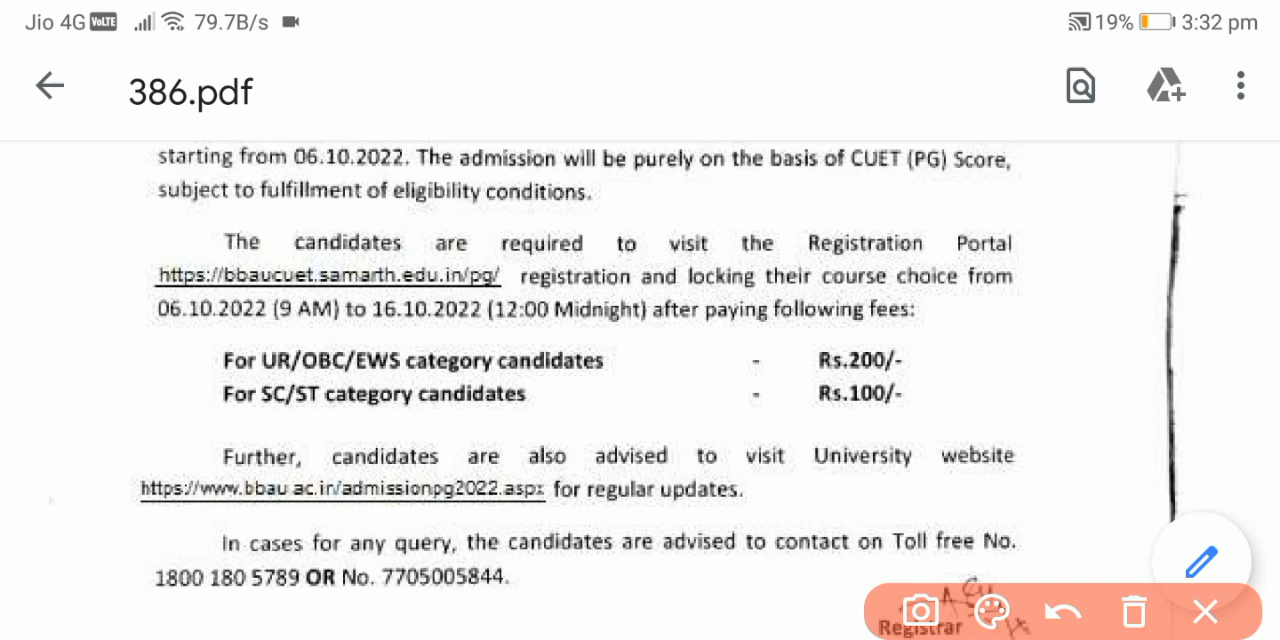 Jio 4G VoLTE 79.7B/s 19% 3:32 pm
386.pdf
starting from 06.10.2022. The admission will be purely on the basis of CUET (PG) Score,
subject to fulfillment of eligibility conditions.
The candidates are required to visit the Registration Portal
https://bbaucuet.samarth.edu.in/pg/ registration and locking their course choice from
06.10.2022 (9 AM) to 16.10.2022 (12:00 Midnight) after paying following fees:
For UR/OBC/EWS category candidates - Rs.200/-
For SC/ST category candidates - Rs.100/-
Further, candidates are also advised to visit University website
https://www.bbau.ac.in/admissionpg2022.aspx for regular updates.
In cases for any query, the candidates are advised to contact on Toll free No.
1800 180 5789 OR No. 7705005844.
Registrar